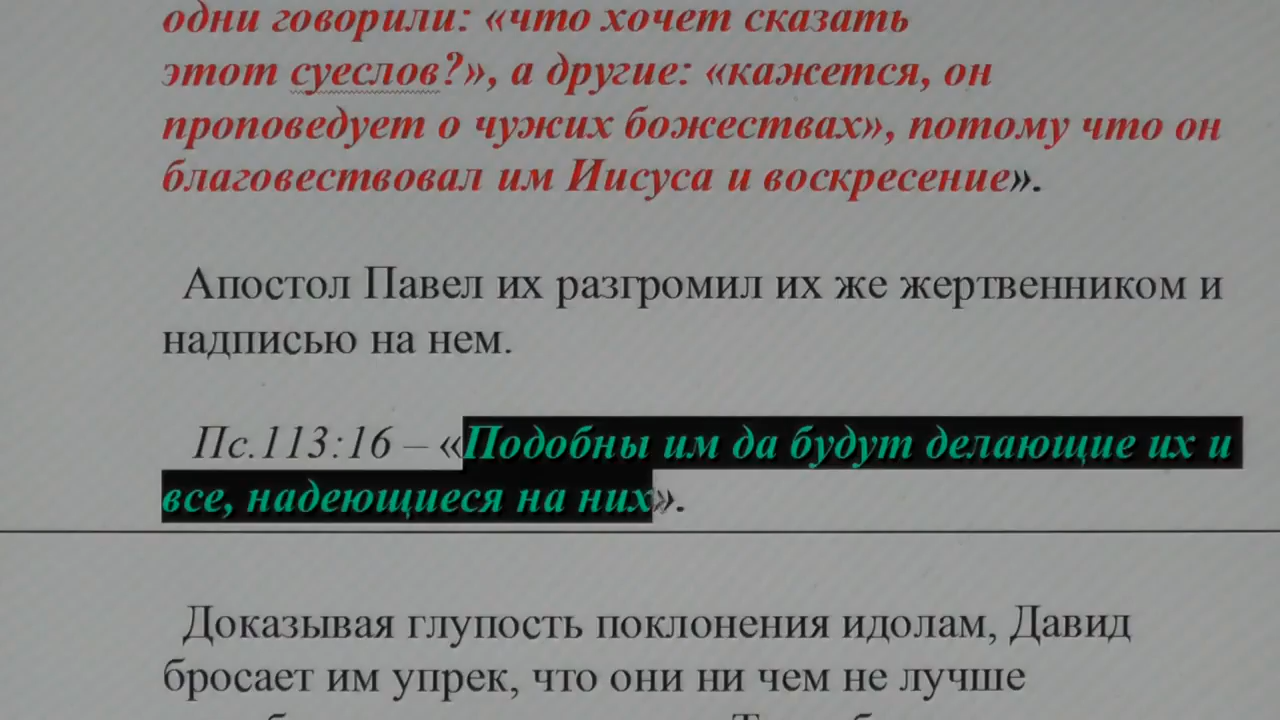 одни говорили: «что хочет сказать
этот суеслов?», а другие: «кажется, он
проповедует о чужих божествах», потому что он
благовествовал им Иисуса и воскресение».
Апостол Павел их разгромил их же жертвенником и
надписью на нем.
Пс.113:16 – «Подобны им да будут делающие их и
все, надеющиеся на них».
Доказывая глупость поклонения идолам, Давид
бросает им упрек, что они ни чем не лучше